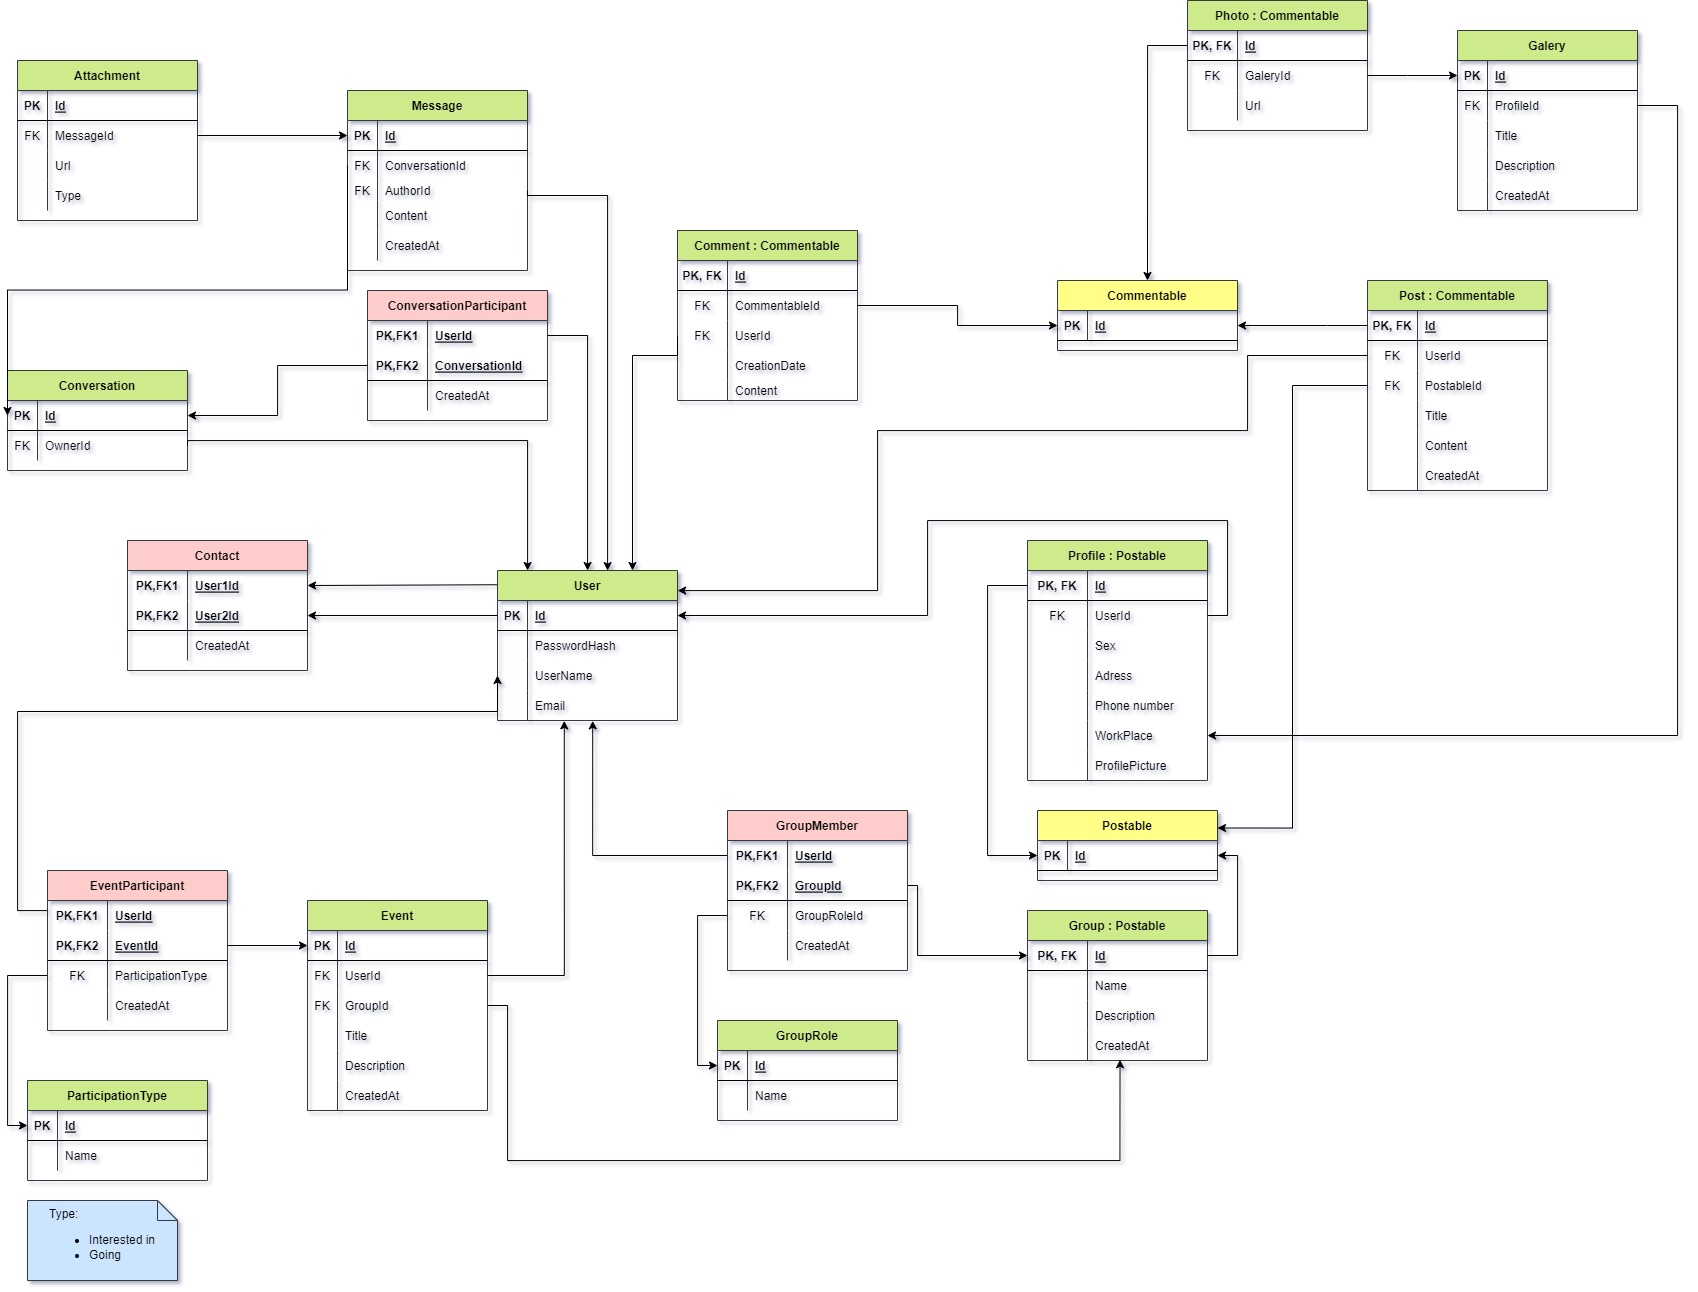 Photo : Commentable
PK, FK Id
FK GaleryId
Url
Galery
PK Id
FK ProfileId
Title
Description
CreatedAt
Attachment
PK Id
FK MessageId
Url
Type
Message
PK Id
FK ConversationId
FK AuthorId
Content
CreatedAt
Comment : Commentable
PK, FK Id
FK CommentableId
FK UserId
CreationDate
Content
Commentable
PK Id
Post : Commentable
PK, FK Id
FK UserId
FK PostableId
Title
Content
CreatedAt
ConversationParticipant
PK,FK1 UserId
PK,FK2 ConversationId
CreatedAt
Conversation
PK Id
FK OwnerId
Contact
PK,FK1 User1Id
PK,FK2 User2Id
CreatedAt
User
PK Id
PasswordHash
UserName
Email
Profile : Postable
PK, FK Id
FK UserId
Sex
Adress
Phone number
WorkPlace
ProfilePicture
Postable
PK Id
GroupMember
PK,FK1 UserId
PK,FK2 GroupId
FK GroupRoleId
CreatedAt
EventParticipant
PK,FK1 UserId
PK,FK2 EventId
FK ParticipationType
CreatedAt
Event
PK Id
FK UserId
FK GroupId
Title
Description
CreatedAt
Group : Postable
PK, FK Id
Name
Description
CreatedAt
GroupRole
PK Id
Name
ParticipationType
PK Id
Name
Type:
• Interested in
• Going